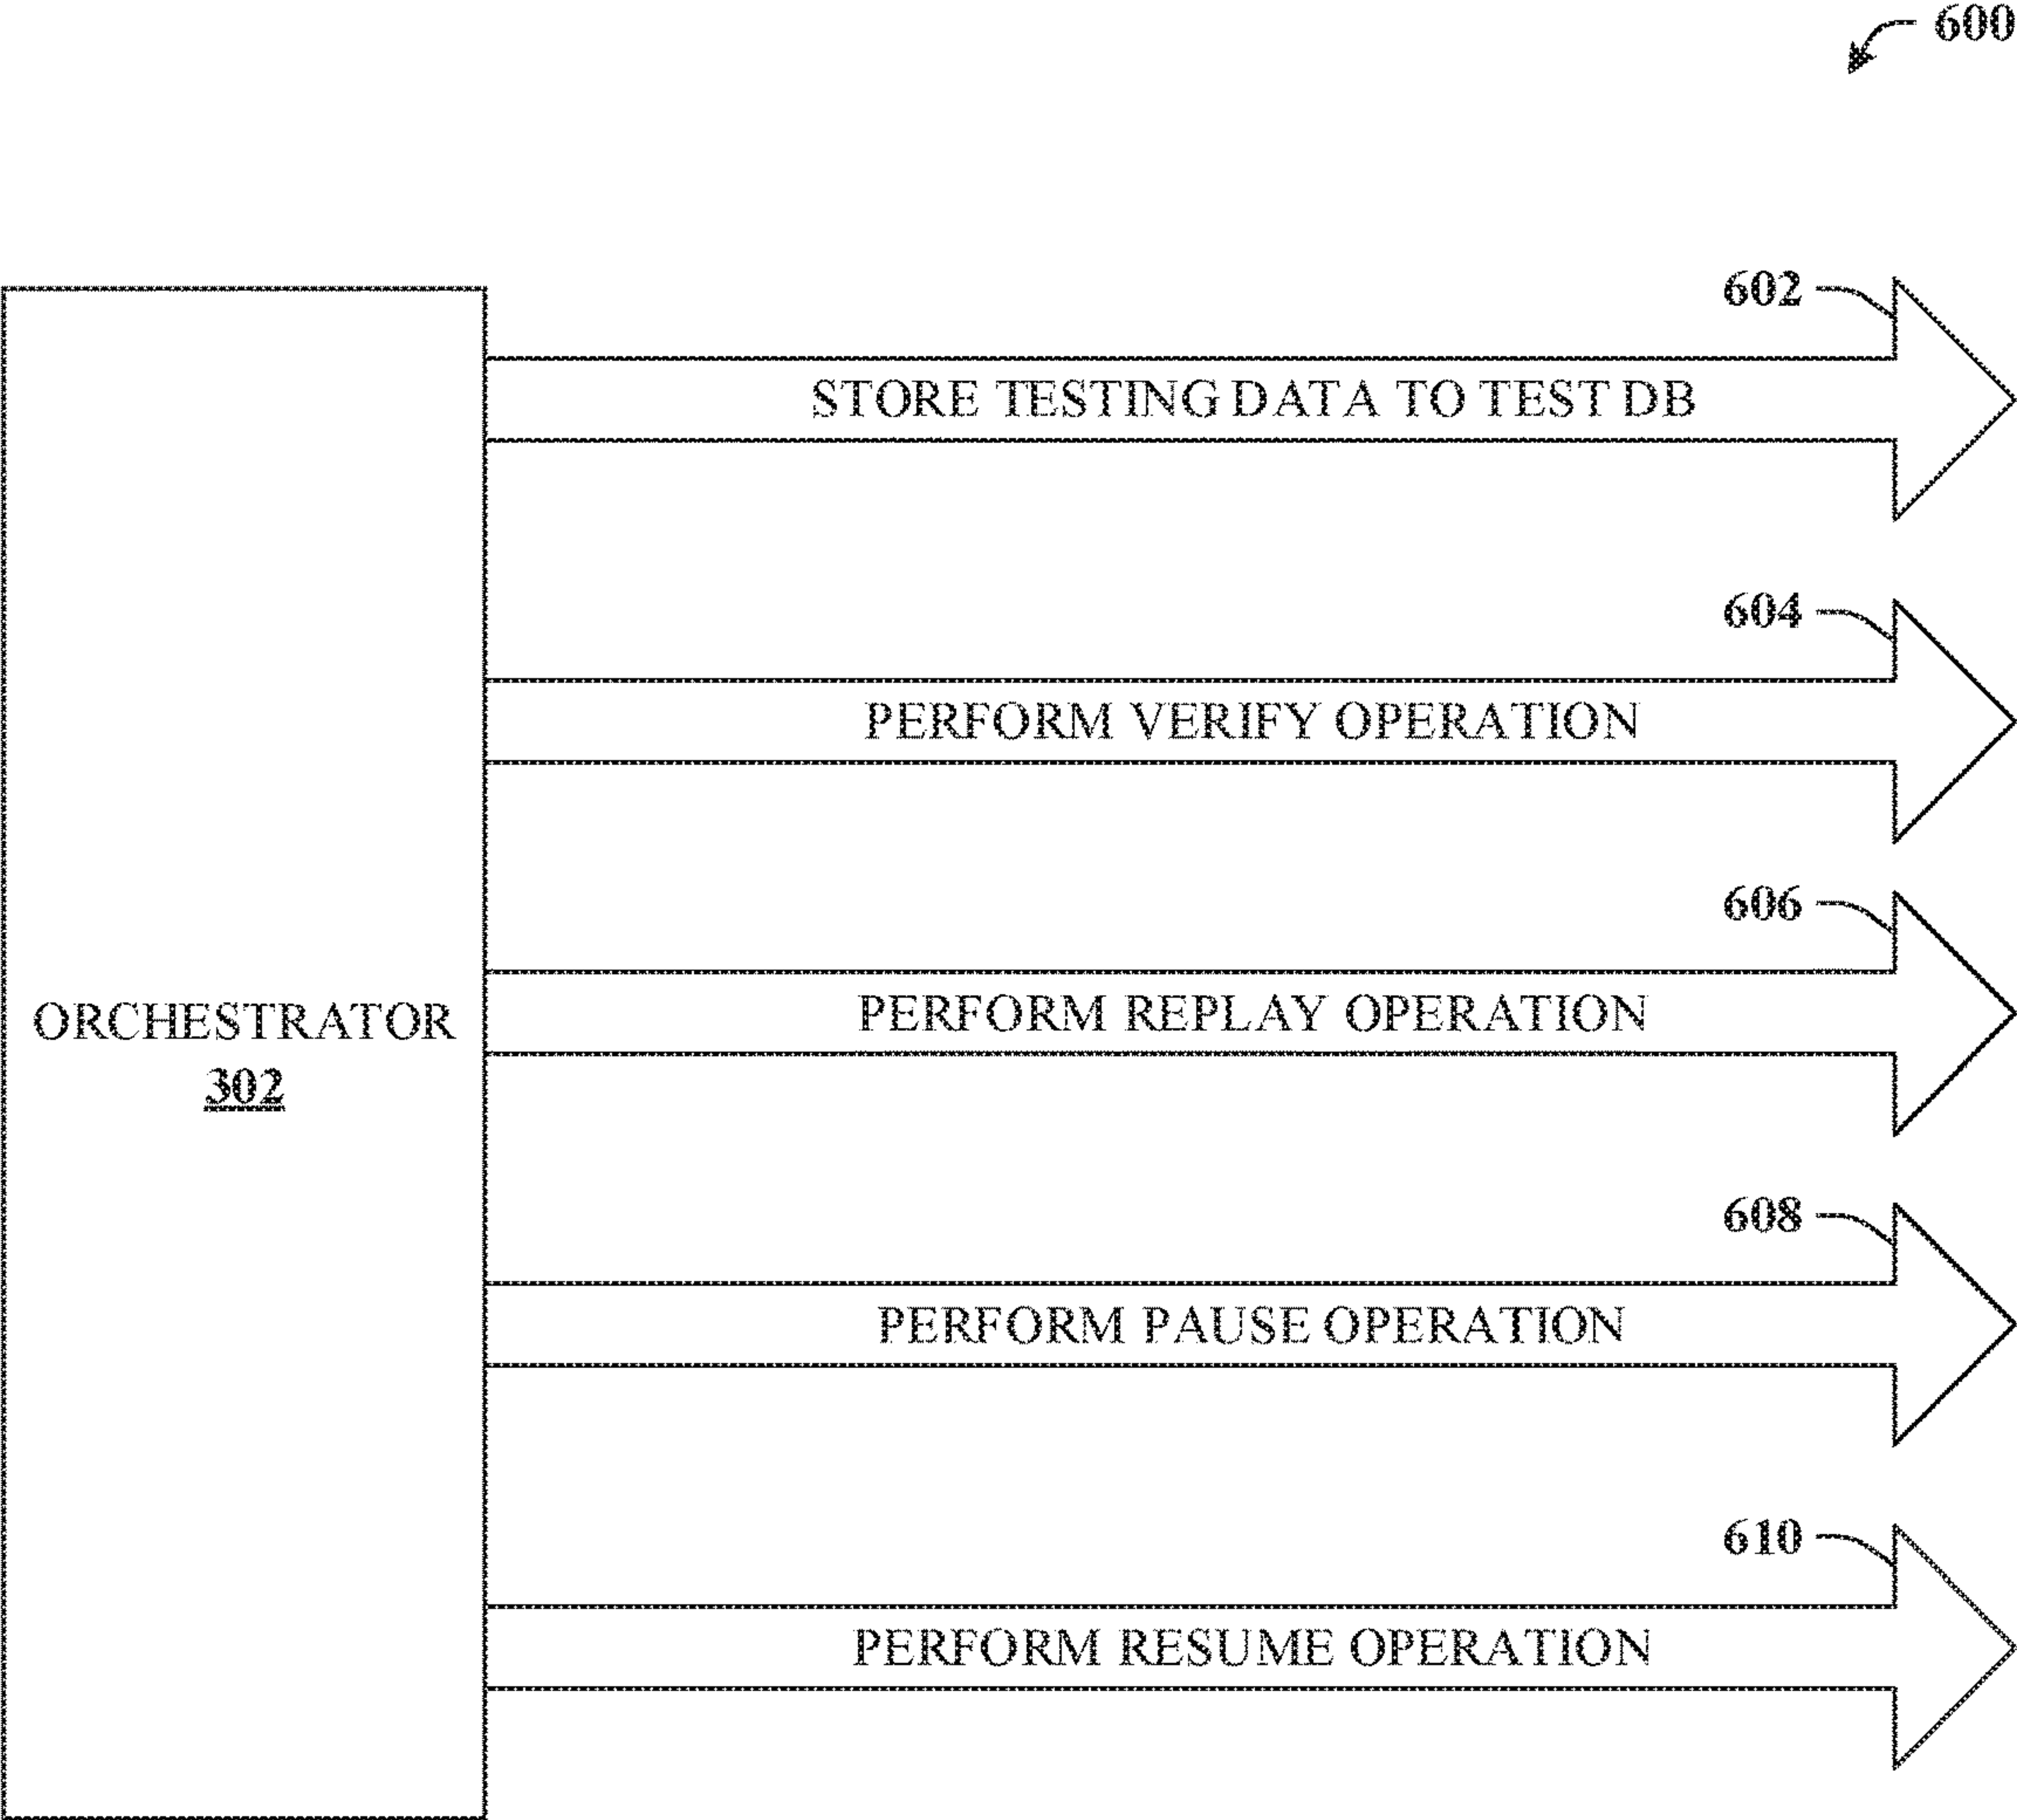 600
602
STORE TESTING DATA TO TEST DB
604
PERFORM VERIFY OPERATION
606
PERFORM REPLAY OPERATION
ORCHESTRATOR
302
608
PERFORM PAUSE OPERATION
610
PERFORM RESUME OPERATION